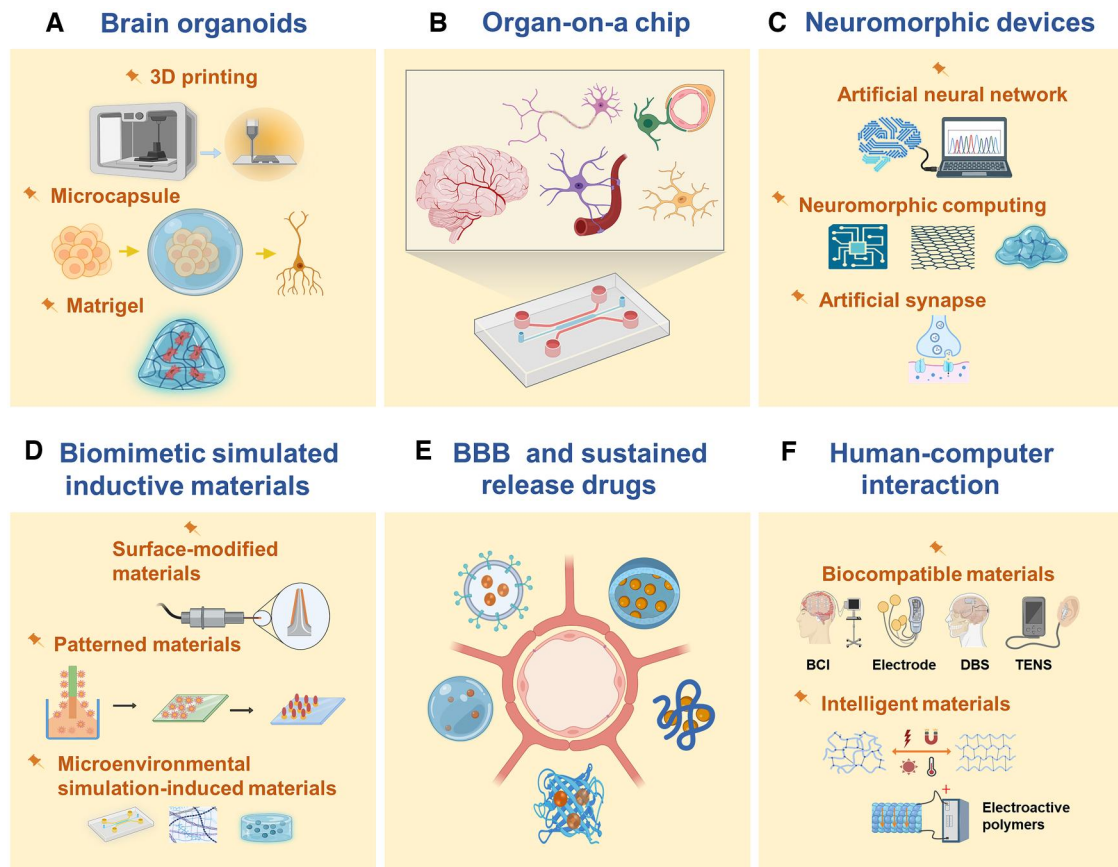 A Brain organoids
3D printing
Microcapsule
Matrigel
B Organ-on-a chip
C Neuromorphic devices
Artificial neural network
Neuromorphic computing
Artificial synapse
D Biomimetic simulated
inductive materials
Surface-modified
materials
Patterned materials
Microenvironmental
simulation-induced materials
E BBB and sustained
release drugs
F Human-computer
interaction
Biocompatible materials
BCI Electrode DBS TENS
Intelligent materials
+
Electroactive
polymers